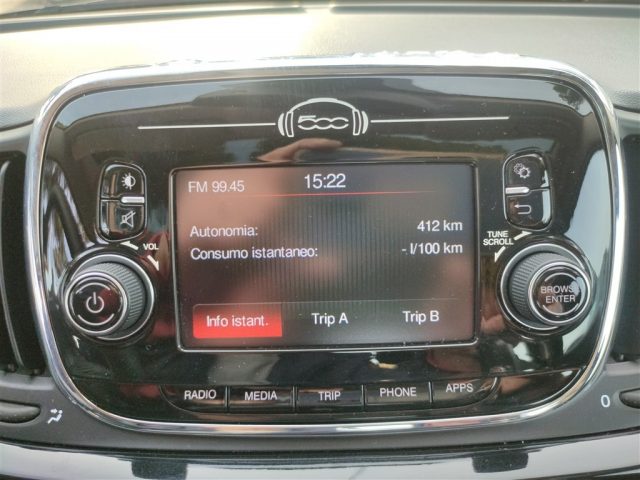 500
FM 99.45 15:22
Autonomia: 412 km
Consumo istantaneo: - l/100 km
Info istant. Trip A Trip B
VOL
TUNE
SCROLL
BROWSE
ENTER
RADIO MEDIA TRIP PHONE APPS
0